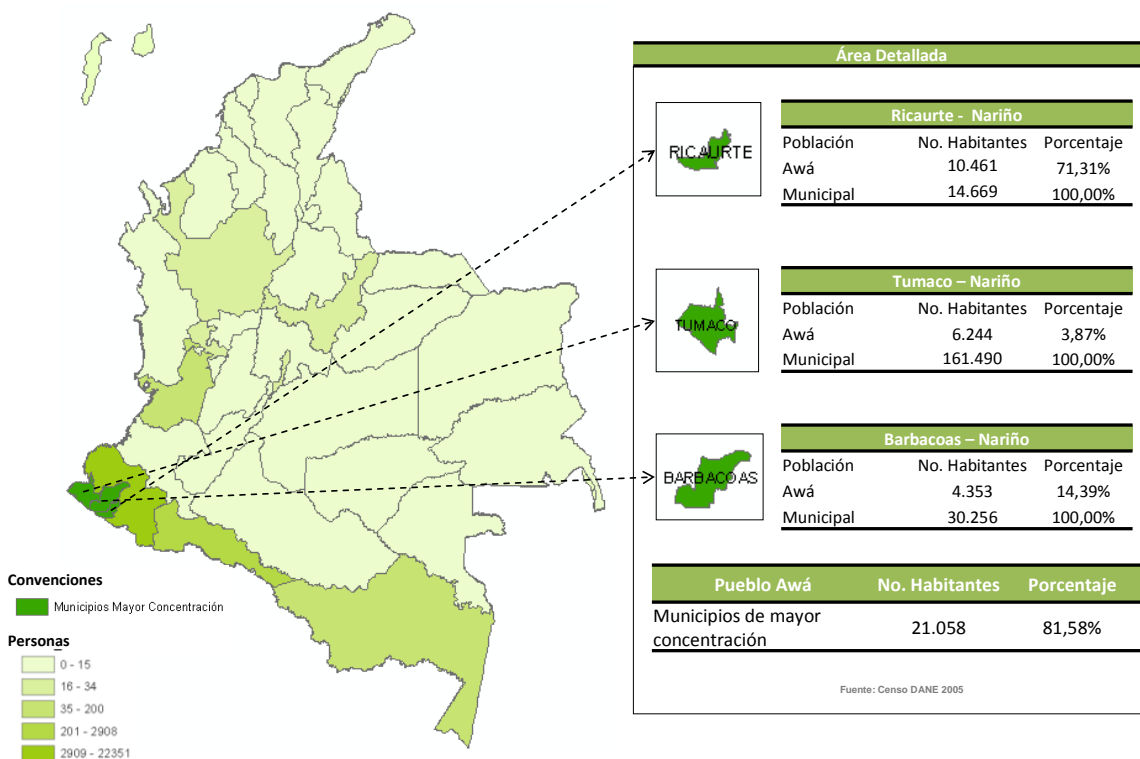 Área Detallada
RICAURTE
Ricaurte - Nariño
Población No. Habitantes Porcentaje
Awá 10.461 71,31%
Municipal 14.669 100,00%
TUMACO
Tumaco – Nariño
Población No. Habitantes Porcentaje
Awá 6.244 3,87%
Municipal 161.490 100,00%
BARBACOAS
Barbacoas – Nariño
Población No. Habitantes Porcentaje
Awá 4.353 14,39%
Municipal 30.256 100,00%
Pueblo Awá No. Habitantes Porcentaje
Municipios de mayor
concentración 21.058 81,58%
Fuente: Censo DANE 2005
Convenciones
Municipios Mayor Concentración
Personas
0 - 15
16 - 34
35 - 200
201 - 2908
2909 - 22351